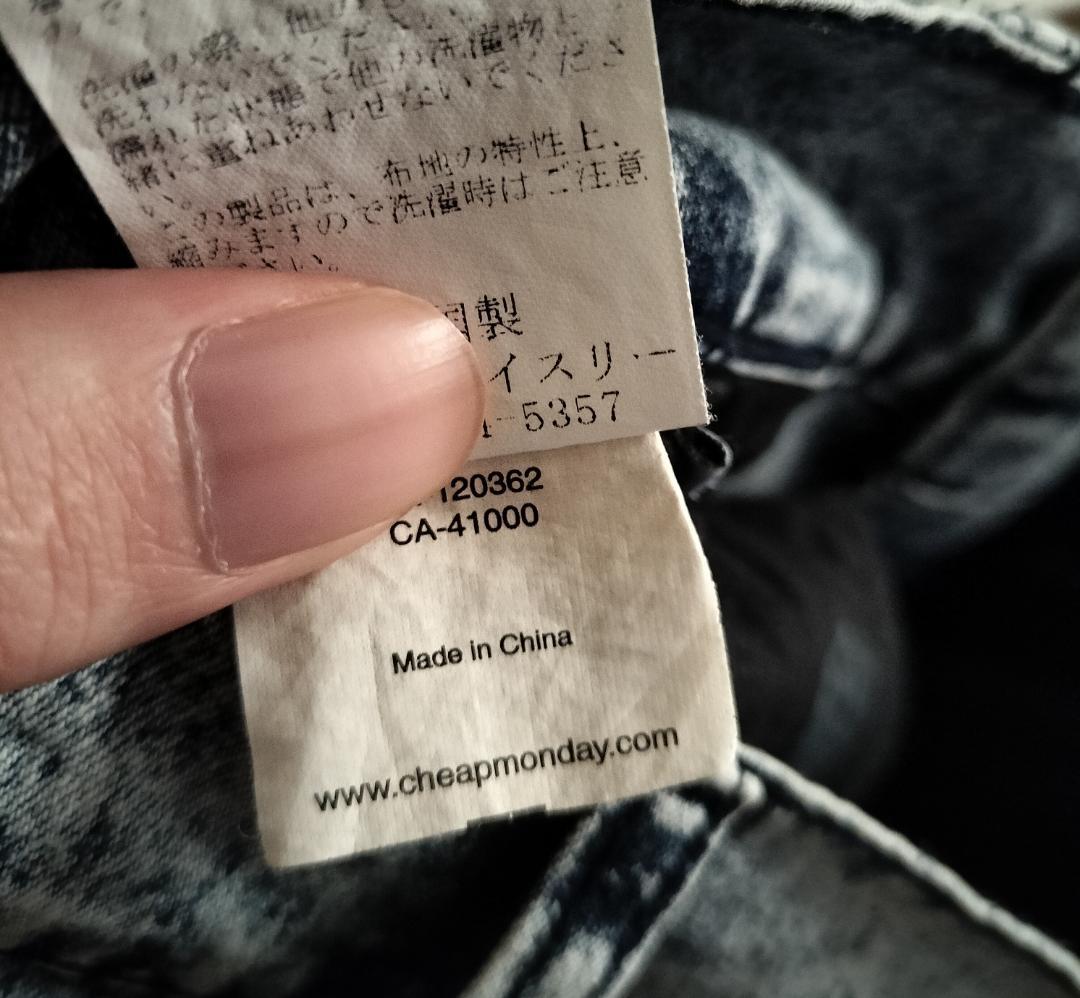 洗濯の際、他の
洗わないでください
濡れた状態で他の洗濯物と
緒に重ねあわせないでくださ
い
この製品は、布地の特性上、
縮みますので洗濯時はご注意
ください。
国製
イスリー
-5357
120362
CA-41000
Made in China
www.cheapmonday.com